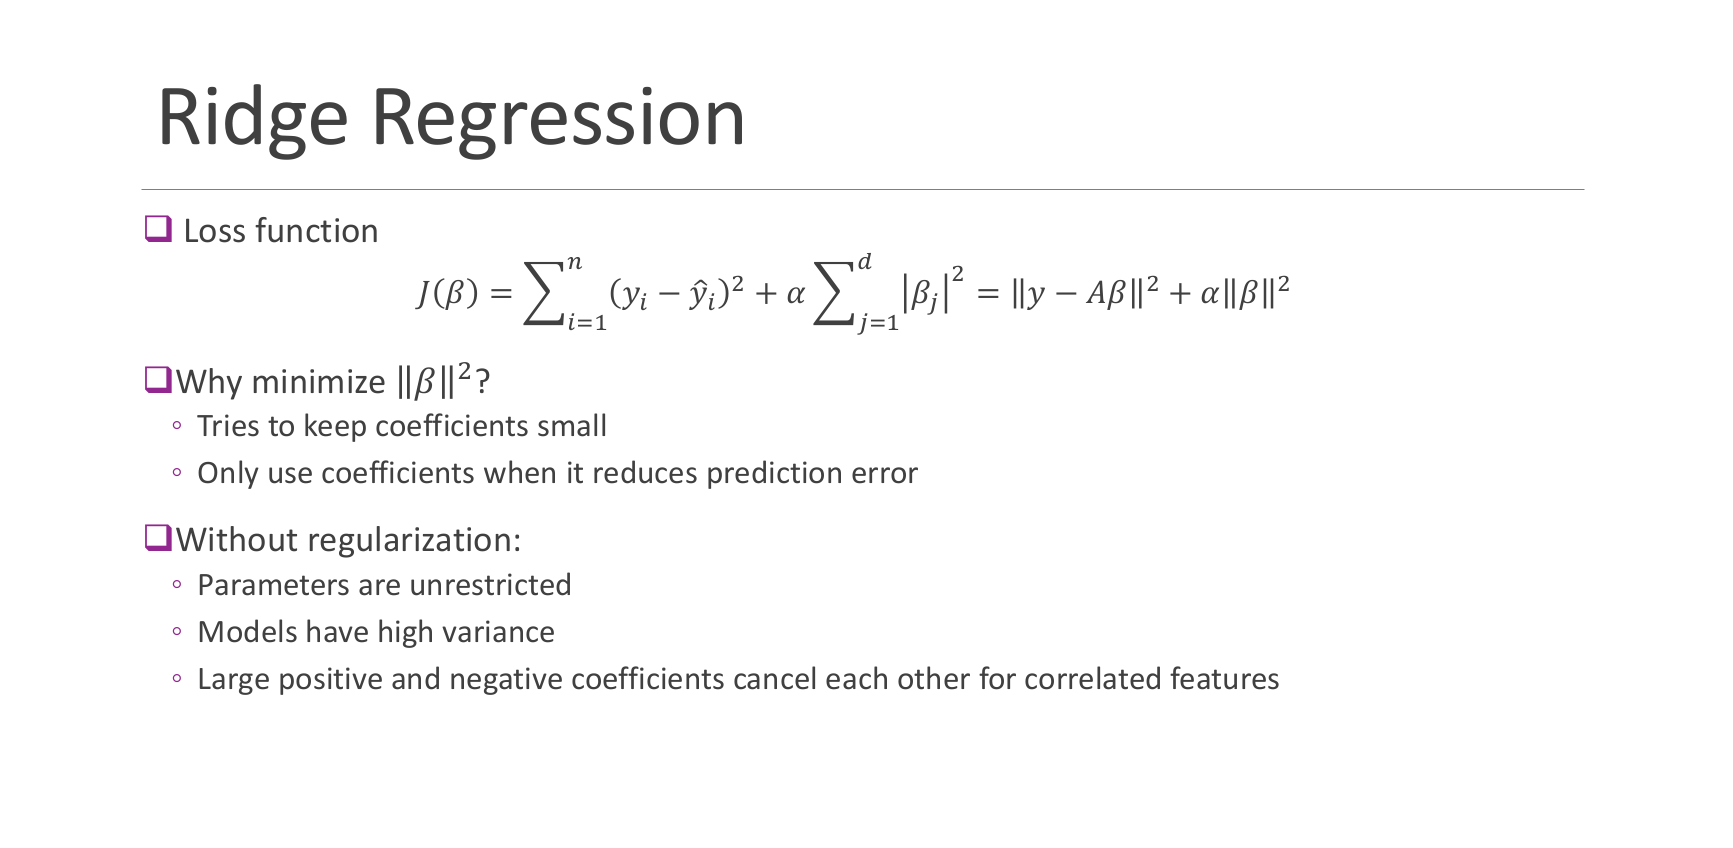 Ridge Regression
❑ Loss function
J(β) = ∑_{i=1}^{n} (y_i − ŷ_i)^2 + α ∑_{j=1}^{d} |β_j|^2 = ‖y − Aβ‖^2 + α‖β‖^2
❑Why minimize ‖β‖^2?
◦ Tries to keep coefficients small
◦ Only use coefficients when it reduces prediction error
❑Without regularization:
◦ Parameters are unrestricted
◦ Models have high variance
◦ Large positive and negative coefficients cancel each other for correlated features